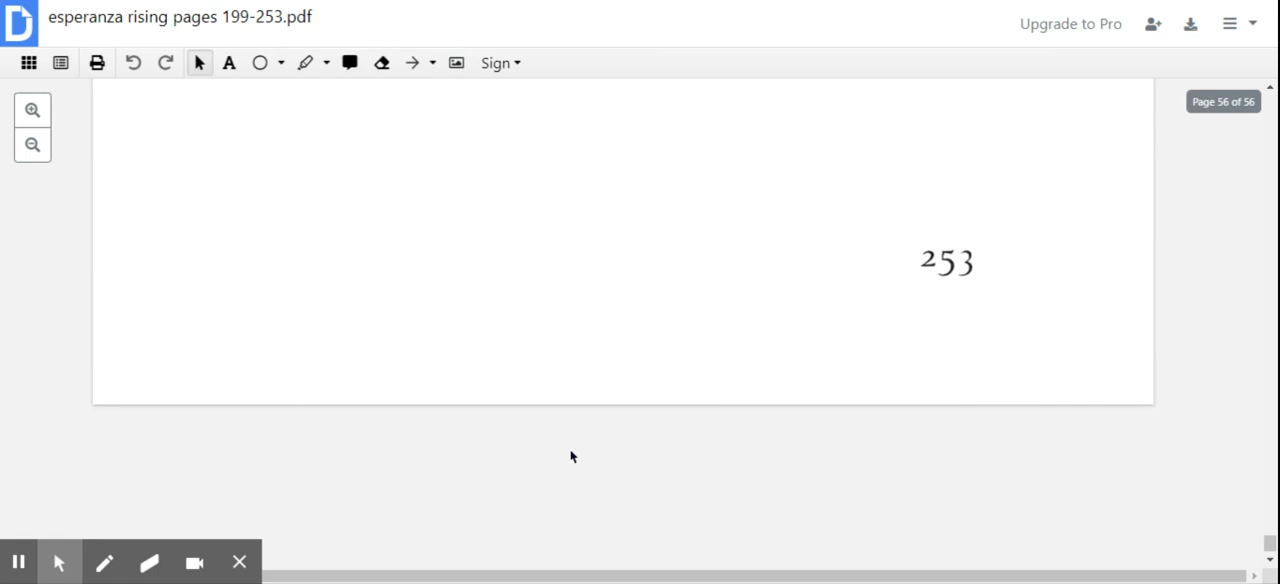 esperanza rising pages 199-253.pdf
Upgrade to Pro
A
Sign
Page 56 of 56
253